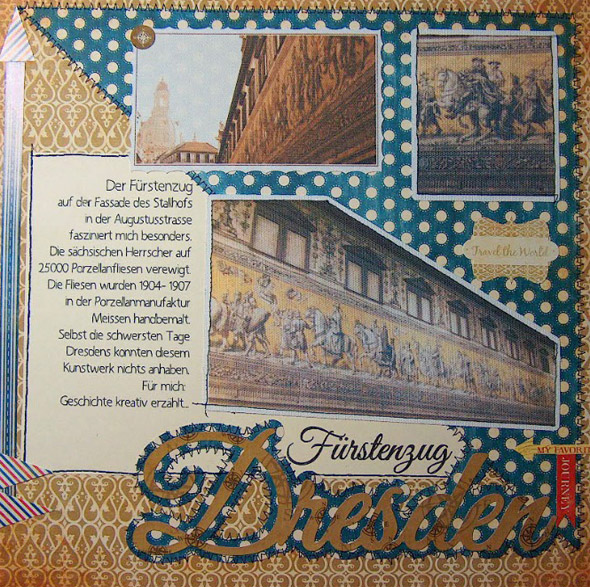 Der Fürstenzug
auf der Fassade des Stallhofs
in der Augustusstrasse
fasziniert mich besonders.
Die sächsischen Herrscher auf
25000 Porzellanfliesen verewigt.
Die Fliesen wurden 1904- 1907
in der Porzellanmanufaktur
Meissen handbemalt.
Selbst die schwersten Tage
Dresdens konnten diesem
Kunstwerk nichts anhaben.
Für mich:
Geschichte kreativ erzählt...
Travel the World
Fürstenzug
Dresden
MY FAVORI
JOURNEY